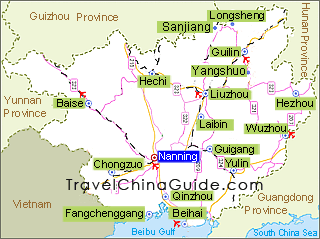 Guizhou
Province
Longsheng
Sanjiang
Hunan Province
Guilin
Yangshuo
Hechi
Yunnan
Province
Baise
Liuzhou
Hezhou
Laibin
Wuzhou
Guigang
Nanning
Chongzuo
Yulin
TravelChinaGuide.com
Vietnam
Qinzhou
Guangdong
Province
Fangchenggang
Beihai
Beibu Gulf
South China Sea